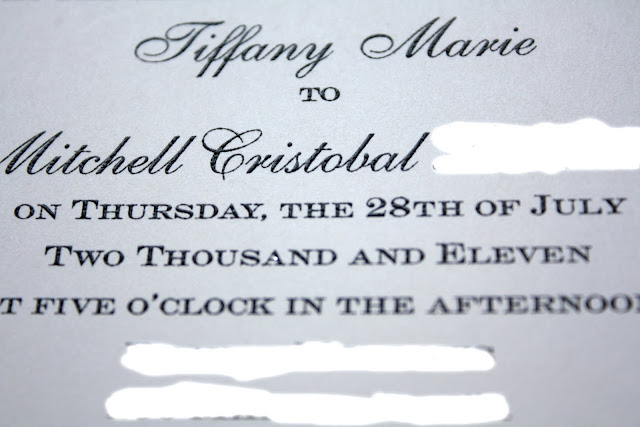 Tiffany Marie
TO
Mitchell Cristobal
ON THURSDAY, THE 28TH OF JULY
TWO THOUSAND AND ELEVEN
T FIVE O'CLOCK IN THE AFTERNOON